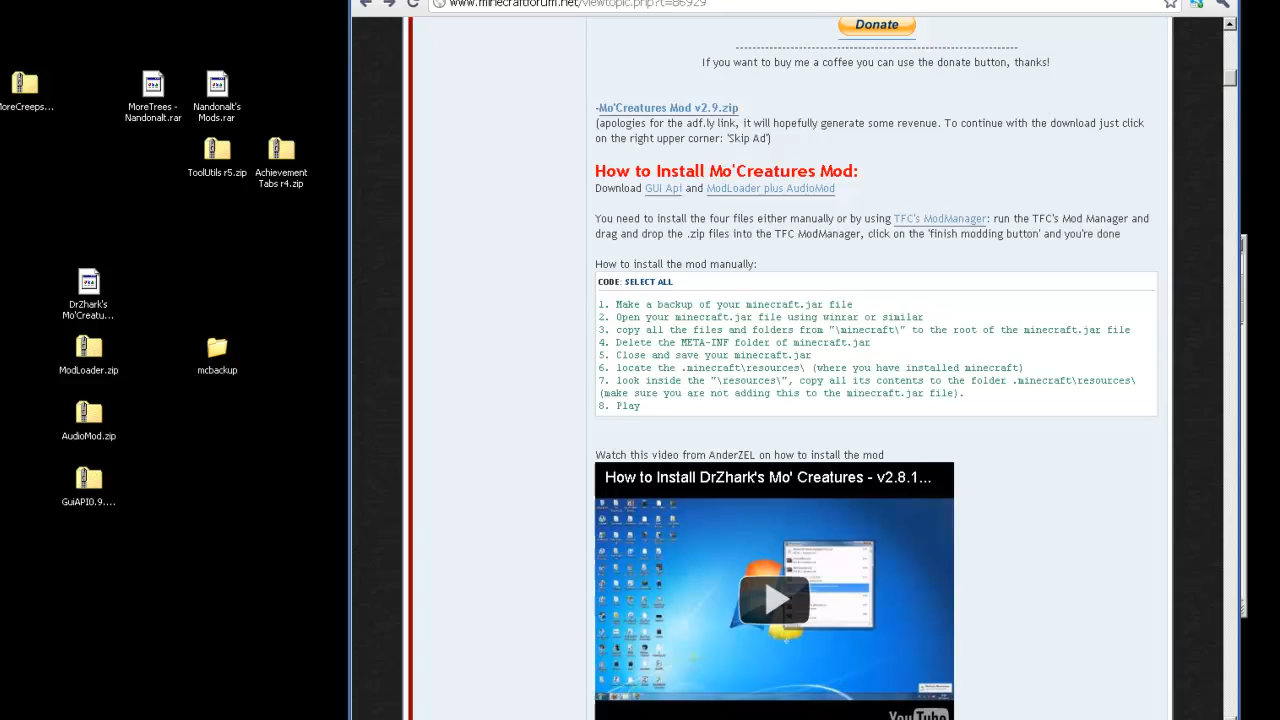 www.minecraftforum.net/viewtopic.php?t=86929
Donate
If you want to buy me a coffee you can use the donate button, thanks!
-Mo'Creatures Mod v2.9.zip
(apologies for the adf.ly link, it will hopefully generate some revenue. To continue with the download just click
on the right upper corner: 'Skip Ad')
How to Install Mo'Creatures Mod:
Download GUI Api and ModLoader plus AudioMod
You need to install the four files either manually or by using TFC's ModManager: run the TFC's Mod Manager and
drag and drop the .zip files into the TFC ModManager, click on the 'finish modding button' and you're done
How to install the mod manually:
CODE: SELECT ALL
1. Make a backup of your minecraft.jar file
2. Open your minecraft.jar file using winrar or similar
3. copy all the files and folders from "\minecraft\" to the root of the minecraft.jar file
4. Delete the META-INF folder of minecraft.jar
5. Close and save your minecraft.jar
6. locate the .minecraft\resources\ (where you have installed minecraft)
7. look inside the "\resources\", copy all its contents to the folder .minecraft\resources\
(make sure you are not adding this to the minecraft.jar file).
8. Play
Watch this video from AnderZEL on how to install the mod
How to Install DrZhark's Mo' Creatures - v2.8.1...
YouTube
MoreCreeps...
MoreTrees -
Nandonalt.rar
Nandonalt's
Mods.rar
ToolUtils r5.zip
Achievement
Tabs r4.zip
DrZhark's
Mo'Creatu...
ModLoader.zip
mcbackup
AudioMod.zip
GuiAPI0.9....